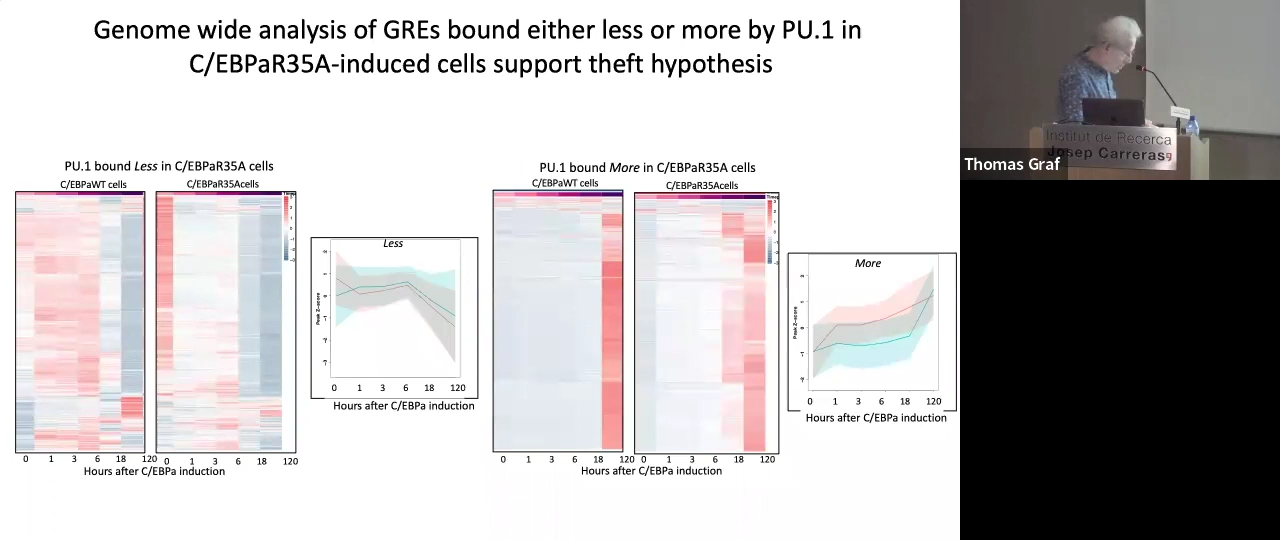 Genome wide analysis of GREs bound either less or more by PU.1 in
C/EBPaR35A-induced cells support theft hypothesis
Institut de Recerca
Josep Carreras
Thomas Graf
PU.1 bound Less in C/EBPaR35A cells
C/EBPaWT cells
C/EBPaR35Acells
0 1 3 6 18 120
0 1 3 6 18 120
Hours after C/EBPa induction
Less
Peak Z-score
0 1 3 6 18 120
Hours after C/EBPa induction
PU.1 bound More in C/EBPaR35A cells
C/EBPaWT cells
C/EBPaR35Acells
0 1 3 6 18 120
0 1 3 6 18 120
Hours after C/EBPa induction
More
Peak Z-score
0 1 3 6 18 120
Hours after C/EBPa induction